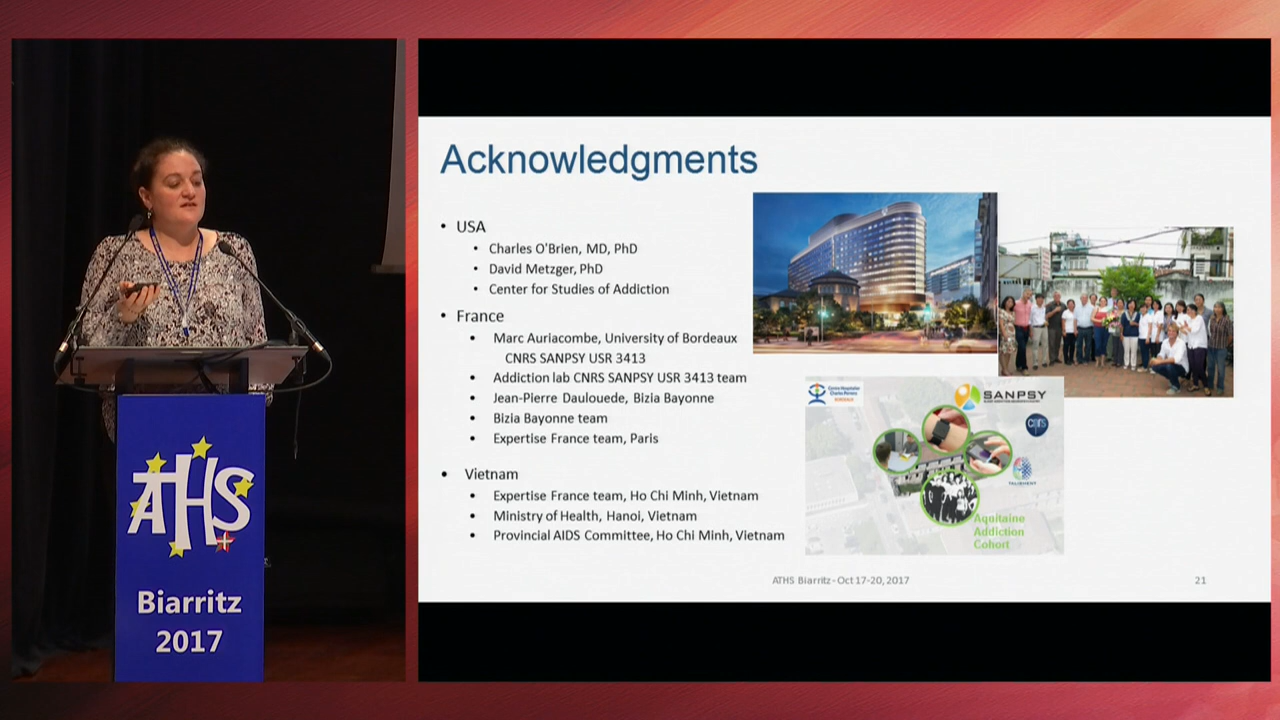 ATHS
Biarritz
2017
Acknowledgments
• USA
• Charles O'Brien, MD, PhD
• David Metzger, PhD
• Center for Studies of Addiction
• France
• Marc Auriacombe, University of Bordeaux
CNRS SANPSY USR 3413
• Addiction lab CNRS SANPSY USR 3413 team
• Jean-Pierre Daulouede, Bizia Bayonne
• Bizia Bayonne team
• Expertise France team, Paris
• Vietnam
• Expertise France team, Ho Chi Minh, Vietnam
• Ministry of Health, Hanoi, Vietnam
• Provincial AIDS Committee, Ho Chi Minh, Vietnam
SANPSY
cnrs
Aquitaine
Addiction
Cohort
ATHS Biarritz - Oct 17-20, 2017
21